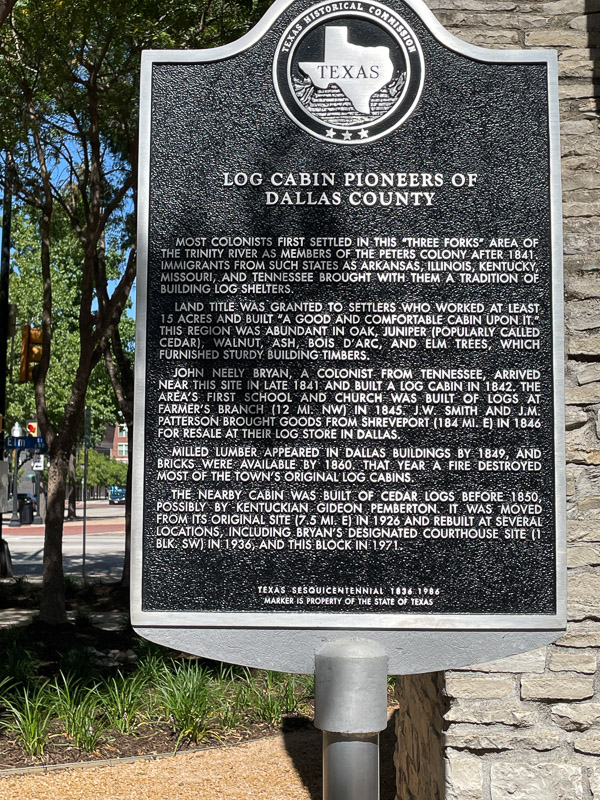 TEXAS HISTORICAL COMMISSION
TEXAS
LOG CABIN PIONEERS OF
DALLAS COUNTY
MOST COLONISTS FIRST SETTLED IN THIS "THREE FORKS" AREA OF
THE TRINITY RIVER AS MEMBERS OF THE PETERS COLONY AFTER 1841.
IMMIGRANTS FROM SUCH STATES AS ARKANSAS, ILLINOIS, KENTUCKY,
MISSOURI, AND TENNESSEE BROUGHT WITH THEM A TRADITION OF
BUILDING LOG SHELTERS.
LAND TITLE WAS GRANTED TO SETTLERS WHO WORKED AT LEAST
15 ACRES AND BUILT "A GOOD AND COMFORTABLE CABIN UPON IT."
THIS REGION WAS ABUNDANT IN OAK, JUNIPER (POPULARLY CALLED
CEDAR), WALNUT, ASH, BOIS D'ARC, AND ELM TREES, WHICH
FURNISHED STURDY BUILDING TIMBERS.
JOHN NEELY BRYAN, A COLONIST FROM TENNESSEE, ARRIVED
NEAR THIS SITE IN LATE 1841 AND BUILT A LOG CABIN IN 1842. THE
AREA'S FIRST SCHOOL AND CHURCH WAS BUILT OF LOGS AT
FARMER'S BRANCH (12 MI. NW) IN 1845. J.W. SMITH AND J.M.
PATTERSON BROUGHT GOODS FROM SHREVEPORT (184 MI. E) IN 1846
FOR RESALE AT THEIR LOG STORE IN DALLAS.
MILLED LUMBER APPEARED IN DALLAS BUILDINGS BY 1849, AND
BRICKS WERE AVAILABLE BY 1860. THAT YEAR A FIRE DESTROYED
MOST OF THE TOWN'S ORIGINAL LOG CABINS.
THE NEARBY CABIN WAS BUILT OF CEDAR LOGS BEFORE 1850,
POSSIBLY BY KENTUCKIAN GIDEON PEMBERTON. IT WAS MOVED
FROM ITS ORIGINAL SITE (7.5 MI. E) IN 1926 AND REBUILT AT SEVERAL
LOCATIONS, INCLUDING BRYAN'S DESIGNATED COURTHOUSE SITE (1
BLK. SW) IN 1936, AND THIS BLOCK IN 1971.
TEXAS SESQUICENTENNIAL 1836 1986
MARKER IS PROPERTY OF THE STATE OF TEXAS
Elm